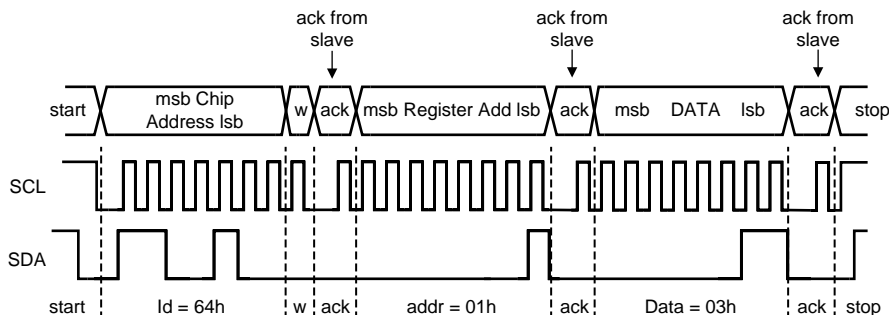 ack from
slave
ack from
slave
ack from
slave
start
msb Chip
Address lsb
w
ack
msb Register Add lsb
ack
msb DATA lsb
ack
stop
SCL
SDA
start
Id = 64h
w
ack
addr = 01h
ack
Data = 03h
ack
stop